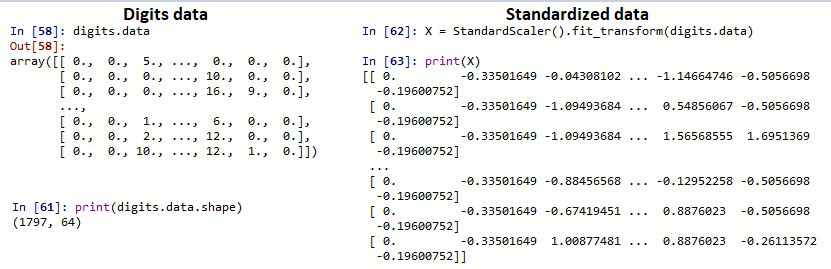 Digits data
In [58]: digits.data
Out[58]:
array([[ 0., 0., 5., ..., 0., 0., 0.],
[ 0., 0., 0., ..., 10., 0., 0.],
[ 0., 0., 0., ..., 16., 9., 0.],
...,
[ 0., 0., 1., ..., 6., 0., 0.],
[ 0., 0., 2., ..., 12., 0., 0.],
[ 0., 0., 10., ..., 12., 1., 0.]])
In [61]: print(digits.data.shape)
(1797, 64)
Standardized data
In [62]: X = StandardScaler().fit_transform(digits.data)
In [63]: print(X)
[[ 0. -0.33501649 -0.04308102 ... -1.14664746 -0.5056698
-0.19600752]
[ 0. -0.33501649 -1.09493684 ... 0.54856067 -0.5056698
-0.19600752]
[ 0. -0.33501649 -1.09493684 ... 1.56568555 1.6951369
-0.19600752]
...
[ 0. -0.33501649 -0.88456568 ... -0.12952258 -0.5056698
-0.19600752]
[ 0. -0.33501649 -0.67419451 ... 0.8876023 -0.5056698
-0.19600752]
[ 0. -0.33501649 1.00877481 ... 0.8876023 -0.26113572
-0.19600752]]